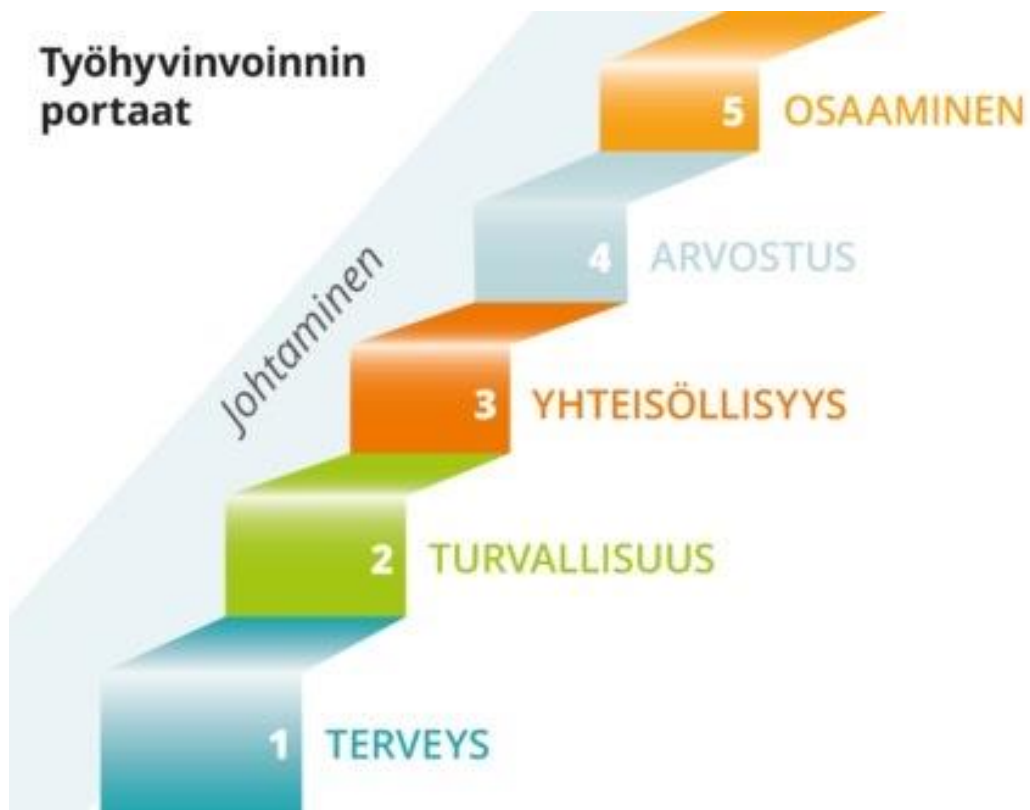 Työhyvinvoinnin
portaat
5 OSAAMINEN
4 ARVOSTUS
Johtaminen
3 YHTEISÖLLISYYS
2 TURVALLISUUS
1 TERVEYS